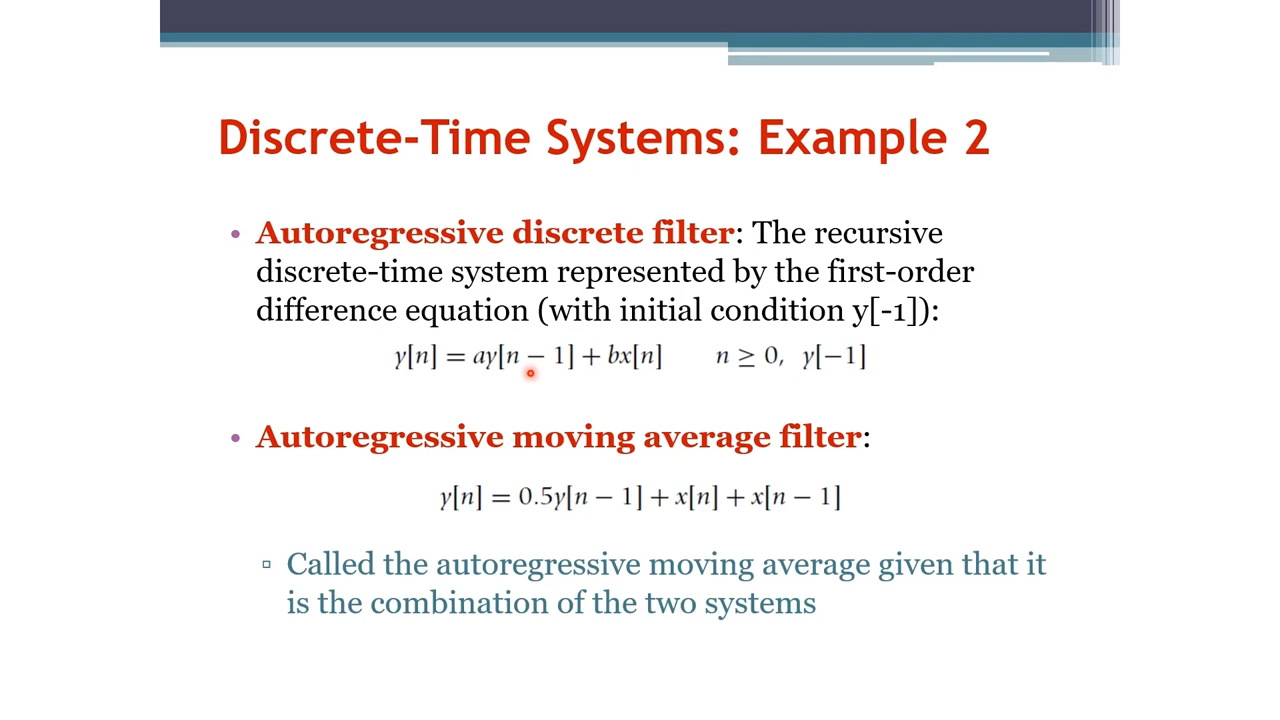 Discrete-Time Systems: Example 2
• Autoregressive discrete filter: The recursive
discrete-time system represented by the first-order
difference equation (with initial condition y[-1]):
y[n] = ay[n − 1] + bx[n] n ≥ 0, y[−1]
• Autoregressive moving average filter:
y[n] = 0.5y[n − 1] + x[n] + x[n − 1]
▫ Called the autoregressive moving average given that it
is the combination of the two systems